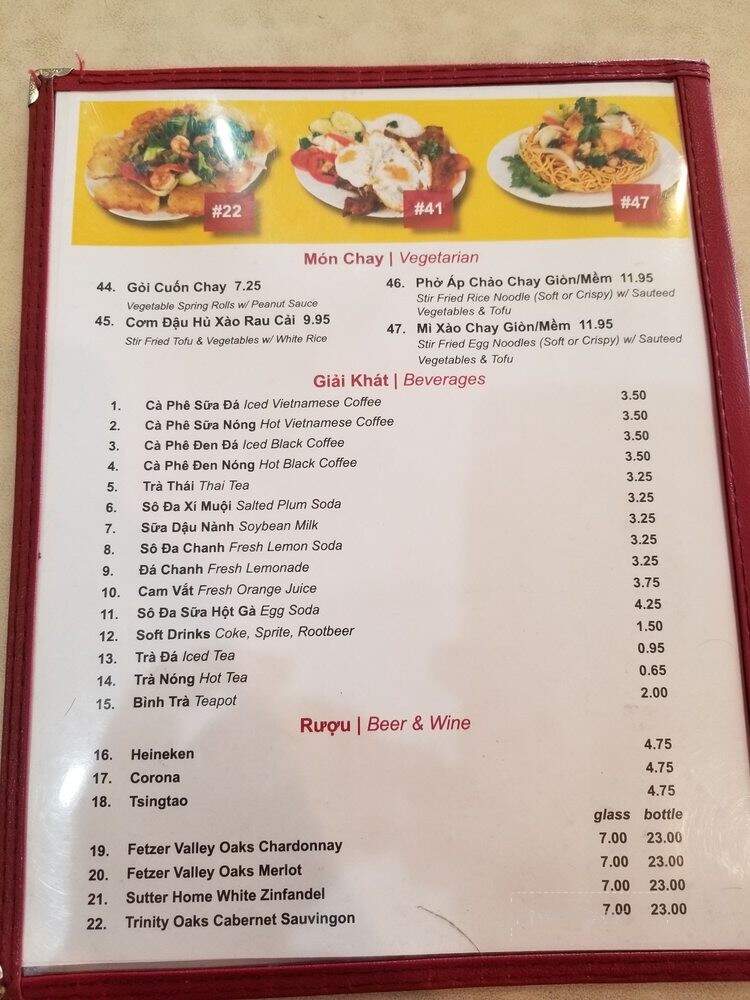 #22
#41
#47
Món Chay | Vegetarian
44. Gỏi Cuốn Chay 7.25
Vegetable Spring Rolls w/ Peanut Sauce
45. Cơm Đậu Hủ Xào Rau Cải 9.95
Stir Fried Tofu & Vegetables w/ White Rice
46. Phở Áp Chảo Chay Giòn/Mềm 11.95
Stir Fried Rice Noodle (Soft or Crispy) w/ Sauteed
Vegetables & Tofu
47. Mì Xào Chay Giòn/Mềm 11.95
Stir Fried Egg Noodles (Soft or Crispy) w/ Sauteed
Vegetables & Tofu
Giải Khát | Beverages
1. Cà Phê Sữa Đá Iced Vietnamese Coffee 3.50
2. Cà Phê Sữa Nóng Hot Vietnamese Coffee 3.50
3. Cà Phê Đen Đá Iced Black Coffee 3.50
4. Cà Phê Đen Nóng Hot Black Coffee 3.50
5. Trà Thái Thai Tea 3.25
6. Sô Đa Xí Muội Salted Plum Soda 3.25
7. Sữa Dậu Nành Soybean Milk 3.25
8. Sô Đa Chanh Fresh Lemon Soda 3.25
9. Đá Chanh Fresh Lemonade 3.25
10. Cam Vắt Fresh Orange Juice 3.75
11. Sô Đa Sữa Hột Gà Egg Soda 4.25
12. Soft Drinks Coke, Sprite, Rootbeer 1.50
13. Trà Đá Iced Tea 0.95
14. Trà Nóng Hot Tea 0.65
15. Bình Trà Teapot 2.00
Rượu | Beer & Wine
16. Heineken 4.75
17. Corona 4.75
18. Tsingtao 4.75
glass bottle
19. Fetzer Valley Oaks Chardonnay 7.00 23.00
20. Fetzer Valley Oaks Merlot 7.00 23.00
21. Sutter Home White Zinfandel 7.00 23.00
22. Trinity Oaks Cabernet Sauvingon 7.00 23.00